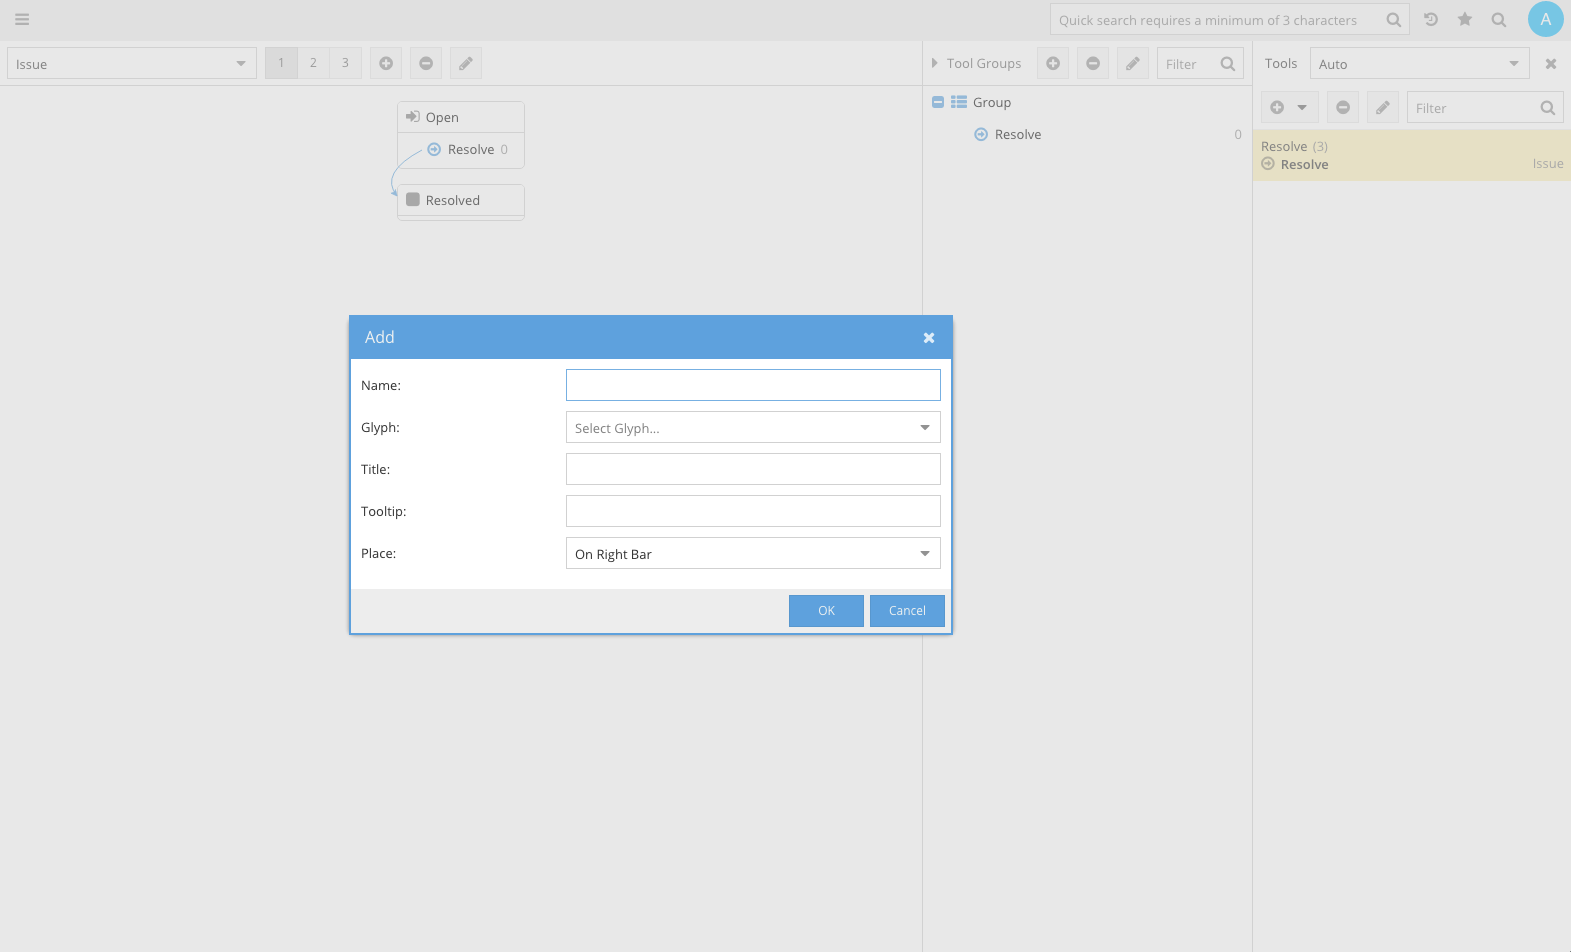 Quick search requires a minimum of 3 characters
A
Issue
1 2 3
Tool Groups
Filter
Tools
Auto
Filter
Open
Resolve 0
Resolved
Group
Resolve 0
Resolve (3)
Resolve Issue
Add
Name:
Glyph: Select Glyph...
Title:
Tooltip:
Place: On Right Bar
OK Cancel